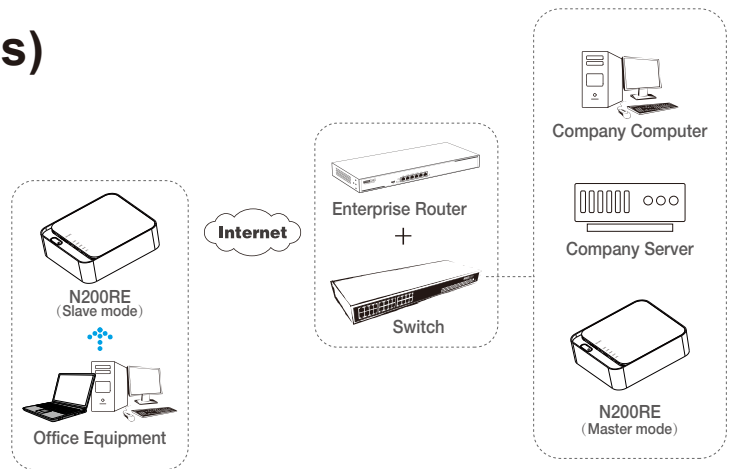 s)
N200RE
（Slave mode）
Office Equipment
Internet
Enterprise Router
+
Switch
Company Computer
Company Server
N200RE
（Master mode）